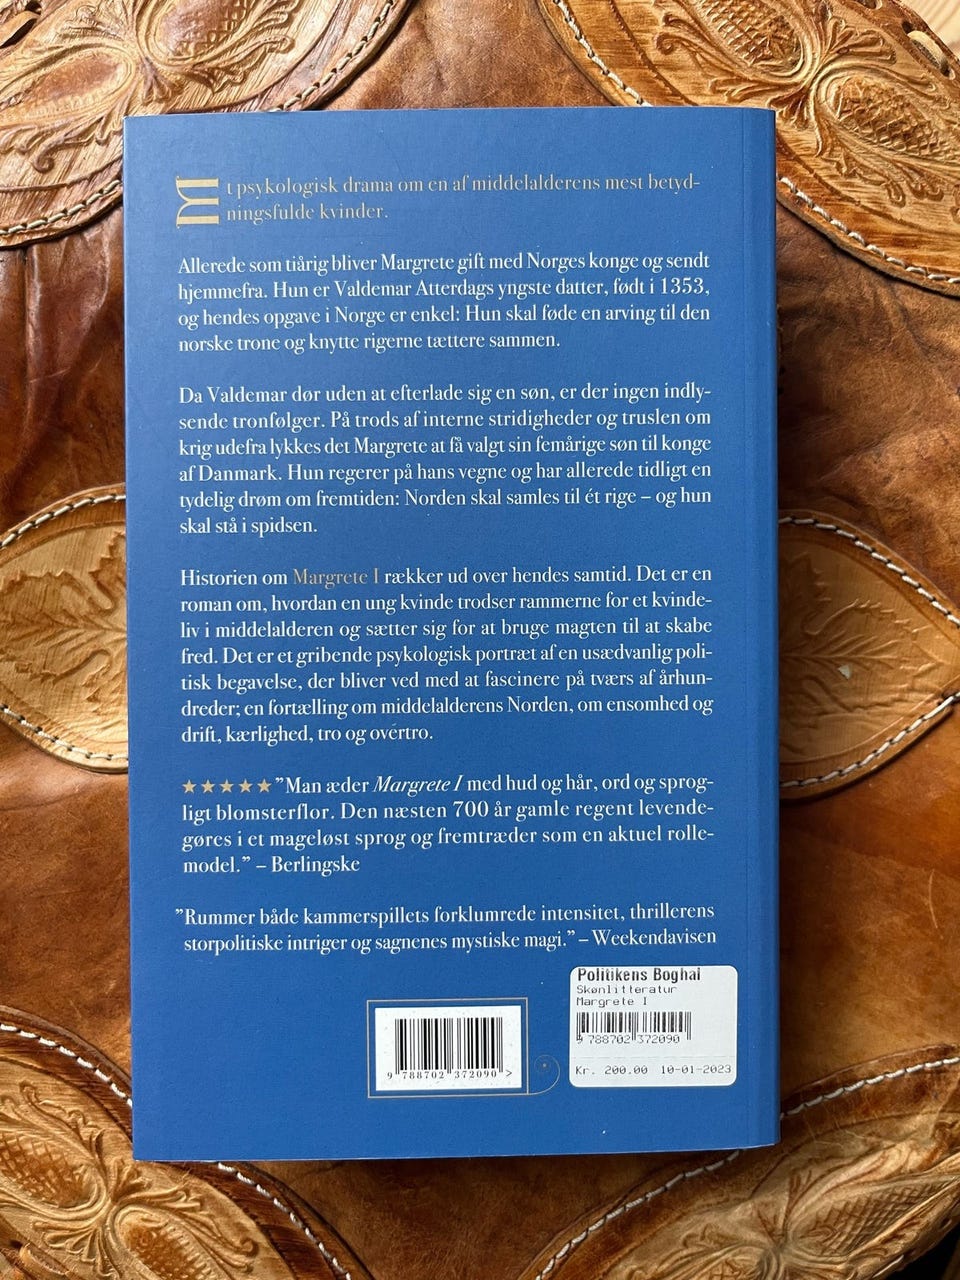 Et psykologisk drama om en af middelalderens mest betyd-
ningsfulde kvinder.
Allerede som tiårig bliver Margrete gift med Norges konge og sendt
hjemmefra. Hun er Valdemar Atterdags yngste datter, født i 1353,
og hendes opgave i Norge er enkel: Hun skal føde en arving til den
norske trone og knytte rigerne tættere sammen.
Da Valdemar dør uden at efterlade sig en søn, er der ingen indly-
sende tronfølger. På trods af interne stridigheder og truslen om
krig udefra lykkes det Margrete at få valgt sin femårige søn til konge
af Danmark. Hun regerer på hans vegne og har allerede tidligt en
tydelig drøm om fremtiden: Norden skal samles til ét rige – og hun
skal stå i spidsen.
Historien om Margrete I rækker ud over hendes samtid. Det er en
roman om, hvordan en ung kvinde trodser rammerne for et kvinde-
liv i middelalderen og sætter sig for at bruge magten til at skabe
fred. Det er et gribende psykologisk portræt af en usædvanlig poli-
tisk begavelse, der bliver ved med at fascinere på tværs af århun-
dreder; en fortælling om middelalderens Norden, om ensomhed og
drift, kærlighed, tro og overtro.
★★★★★ ”Man æder Margrete I med hud og hår, ord og sprog-
ligt blomsterflor. Den næsten 700 år gamle regent levende-
gøres i et mageløst sprog og fremtræder som en aktuel rolle-
model.” – Berlingske
”Rummer både kammerspillets forklumrede intensitet, thrillerens
storpolitiske intriger og sagnenes mystiske magi.” – Weekendavisen
Politikens Boghal
Skønlitteratur
Margrete I
9 788702 372090
Kr. 200.00 10-01-2023
9 788702 372090 >